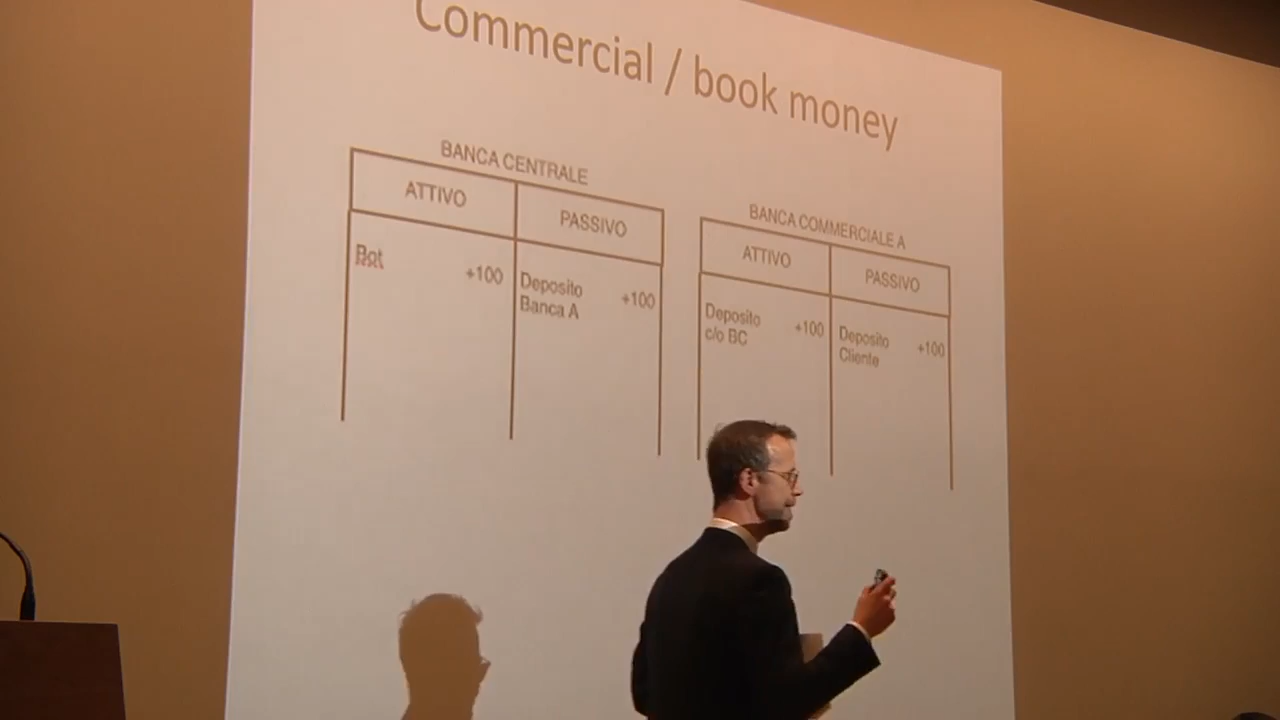 Commercial / book money
BANCA CENTRALE
ATTIVO
PASSIVO
Bot
+100
Deposito
Banca A
+100
BANCA COMMERCIALE A
ATTIVO
PASSIVO
Deposito
c/o BC
+100
Deposito
Cliente
+100